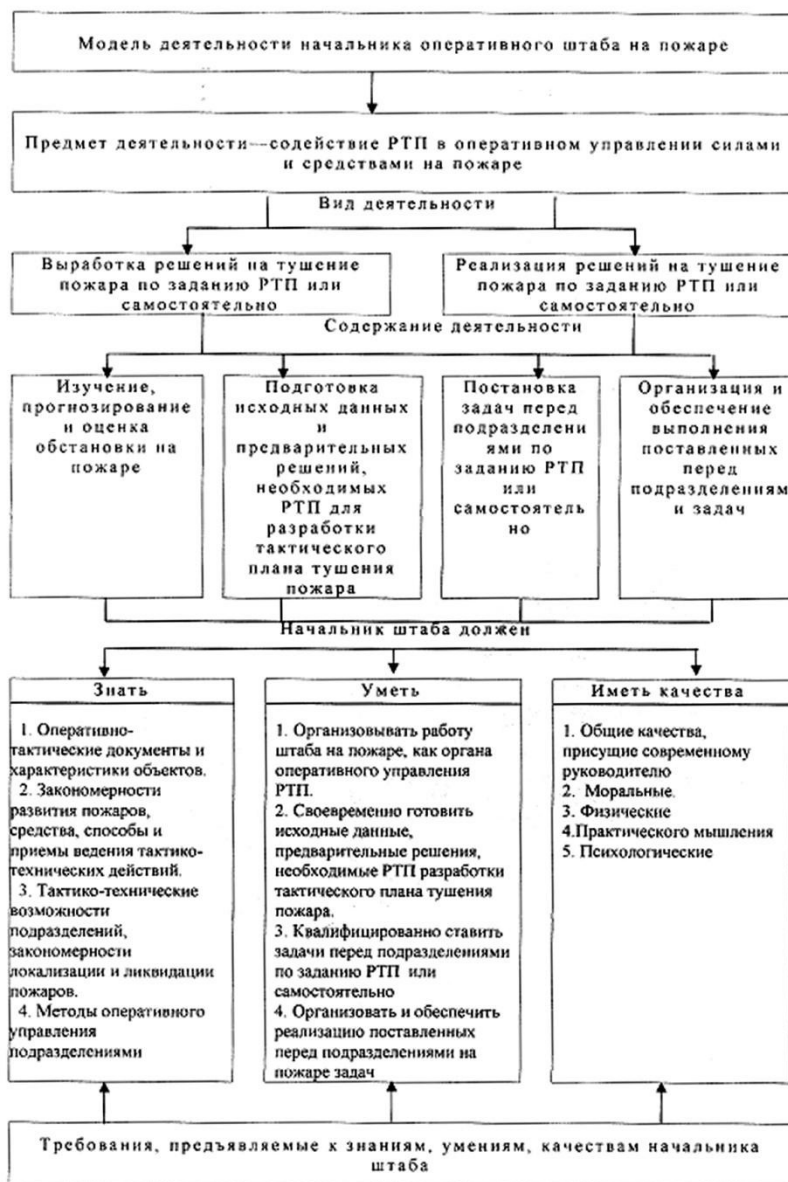 Модель деятельности начальника оперативного штаба на пожаре
Предмет деятельности—содействие РТП в оперативном управлении силами
и средствами на пожаре
Вид деятельности
Выработка решений на тушение
пожара по заданию РТП или
самостоятельно
Реализация решений на тушение
пожара по заданию РТП или
самостоятельно
Содержание деятельности
Изучение,
прогнозирование
и оценка
обстановки на
пожаре
Подготовка
исходных данных
и
предварительных
решений,
необходимых
РТП для
разработки
тактического
плана тушения
пожара
Постановка
задач перед
подразделени
ями по
заданию РТП
или
самостоятель
но
Организация и
обеспечение
выполнения
поставленных
перед
подразделениям
и задач
Начальник штаба должен
Знать
1. Оперативно-
тактические документы и
характеристики объектов.
2. Закономерности
развития пожаров,
средства, способы и
приемы ведения тактико-
технических действий.
3. Тактико-технические
возможности
подразделений,
закономерности
локализации и ликвидации
пожаров.
4. Методы оперативного
управления
подразделениями
Уметь
1. Организовывать работу
штаба на пожаре, как органа
оперативного управления
РТП.
2. Своевременно готовить
исходные данные,
предварительные решения,
необходимые РТП разработки
тактического плана тушения
пожара.
3. Квалифицированно ставить
задачи перед подразделениями
по заданию РТП или
самостоятельно
4. Организовать и обеспечить
реализацию поставленных
перед подразделениями на
пожаре задач
Иметь качества
1. Общие качества,
присущие современному
руководителю
2. Моральные.
3. Физические
4.Практического мышления
5. Психологические
Требования, предъявляемые к знаниям, умениям, качествам начальника
штаба